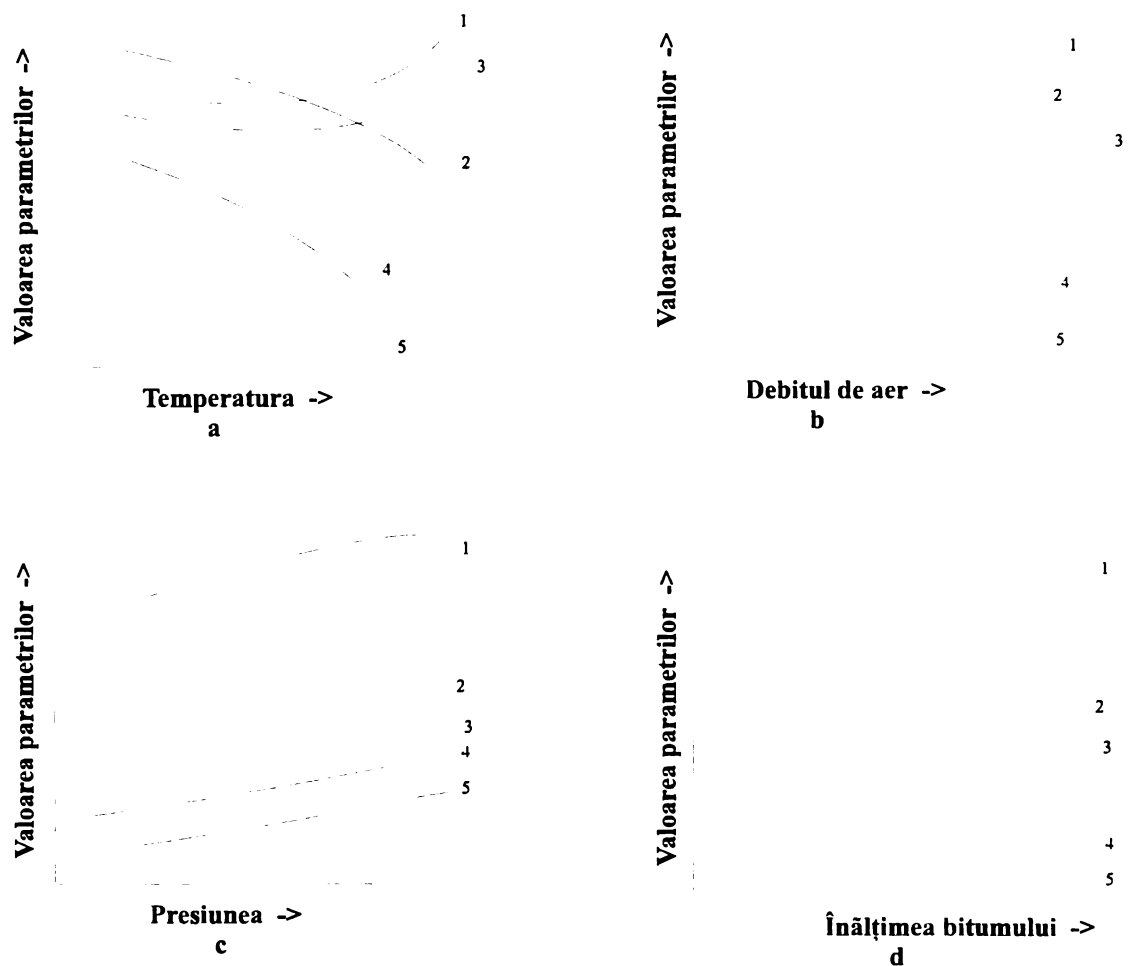 Valoarea parametrilor ->
1
3
2
4
5
Temperatura ->
a
Valoarea parametrilor ->
1
2
3
4
5
Debitul de aer ->
b
Valoarea parametrilor ->
1
2
3
4
5
Presiunea ->
c
Valoarea parametrilor ->
1
2
3
4
5
Înãlțimea bitumului ->
d